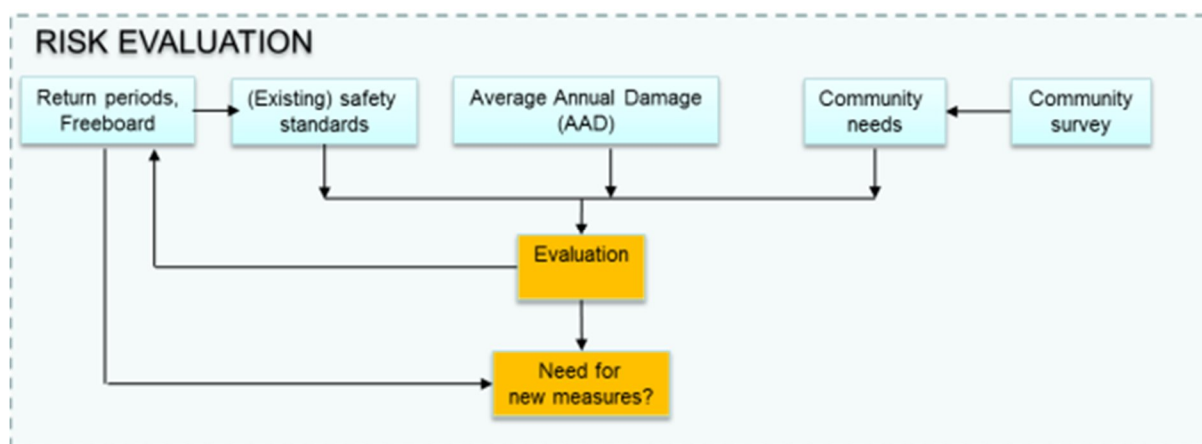 RISK EVALUATION
Return periods,
Freeboard
(Existing) safety
standards
Average Annual Damage
(AAD)
Community
needs
Community
survey
Evaluation
Need for
new measures?